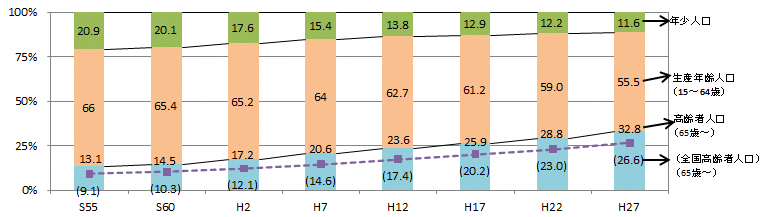 100%
75%
50%
25%
0%
20.9 20.1 17.6 15.4 13.8 12.9 12.2 11.6
66 65.4 65.2 64 62.7 61.2 59.0 55.5
13.1 14.5 17.2 20.6 23.6 25.9 28.8 32.8
(9.1) (10.3) (12.1) (14.6) (17.4) (20.2) (23.0) (26.6)
S55 S60 H2 H7 H12 H17 H22 H27
年少人口
生産年齢人口
(15～64歳)
高齢者人口
(65歳～)
(全国高齢者人口)
(65歳～)